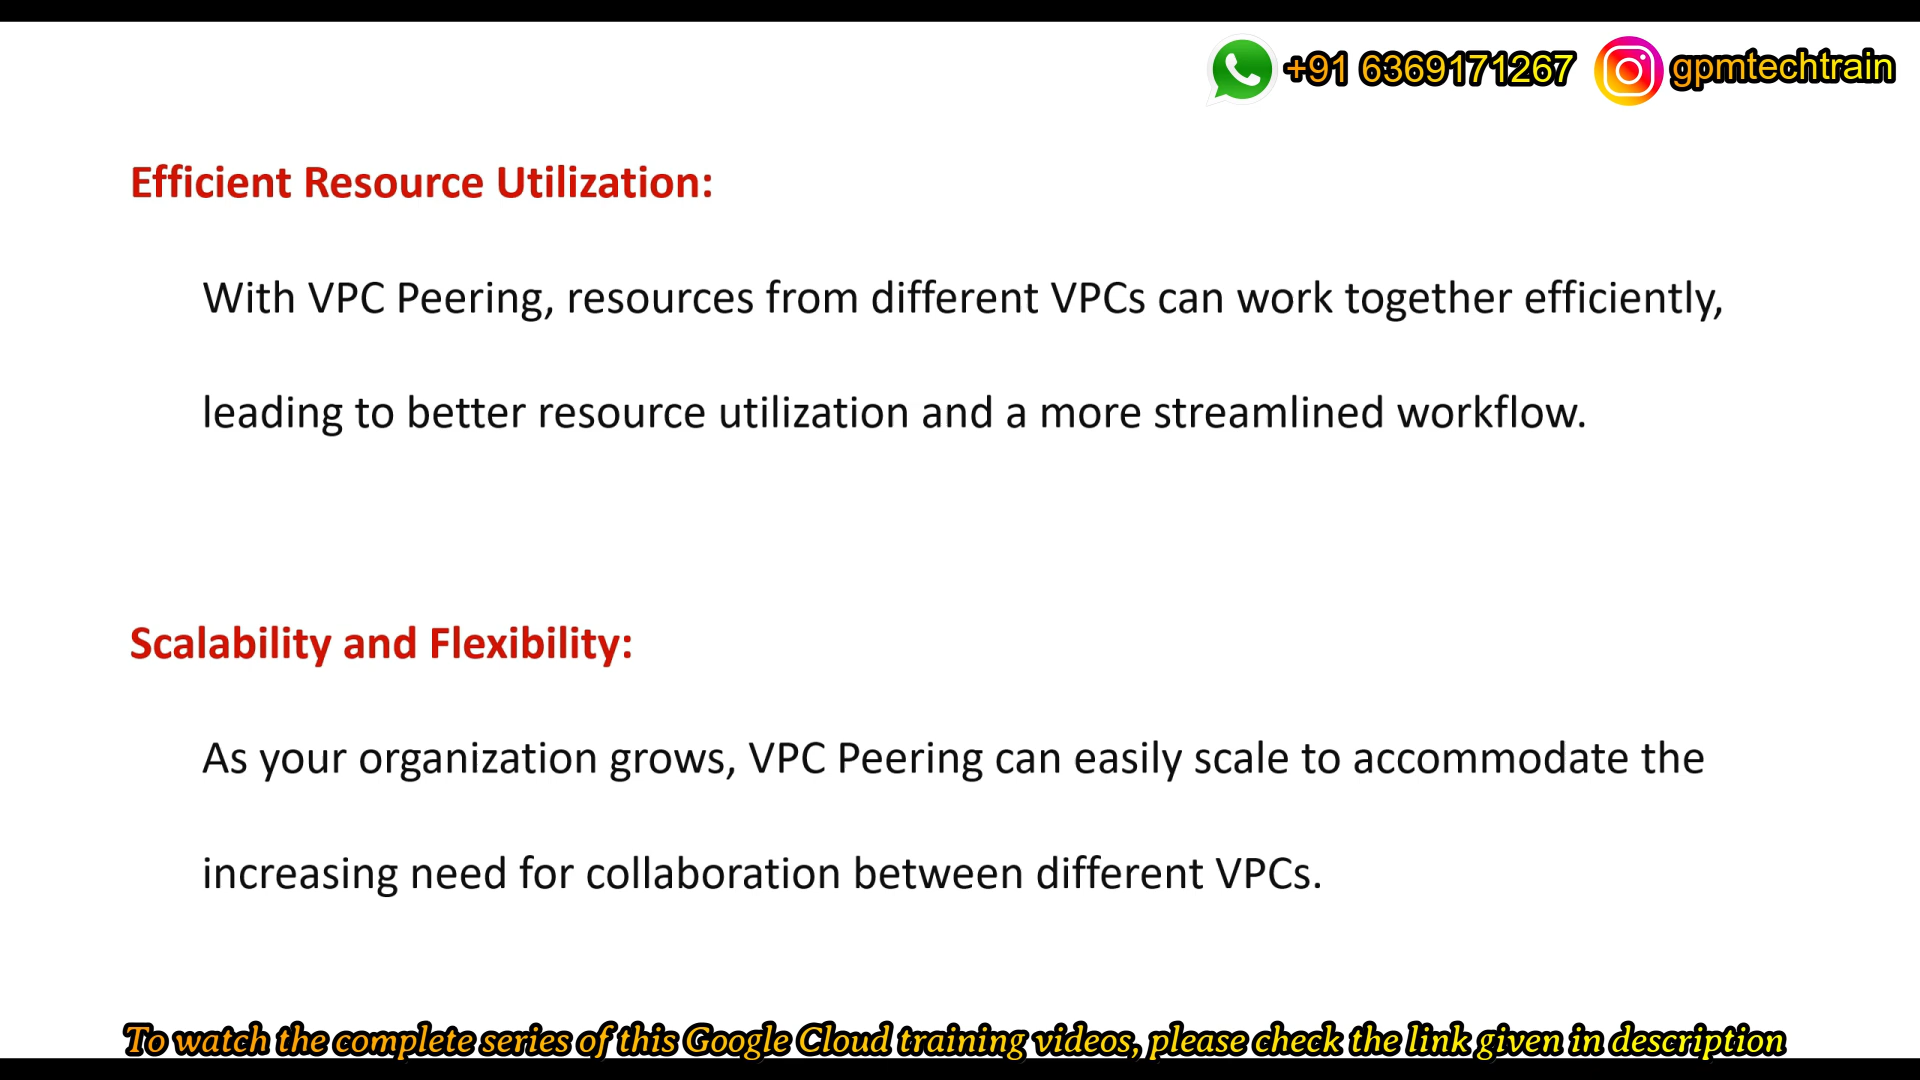 +91 6369171267 gpmtechtrain
Efficient Resource Utilization:
With VPC Peering, resources from different VPCs can work together efficiently,
leading to better resource utilization and a more streamlined workflow.
Scalability and Flexibility:
As your organization grows, VPC Peering can easily scale to accommodate the
increasing need for collaboration between different VPCs.
To watch the complete series of this Google Cloud training videos, please check the link given in description